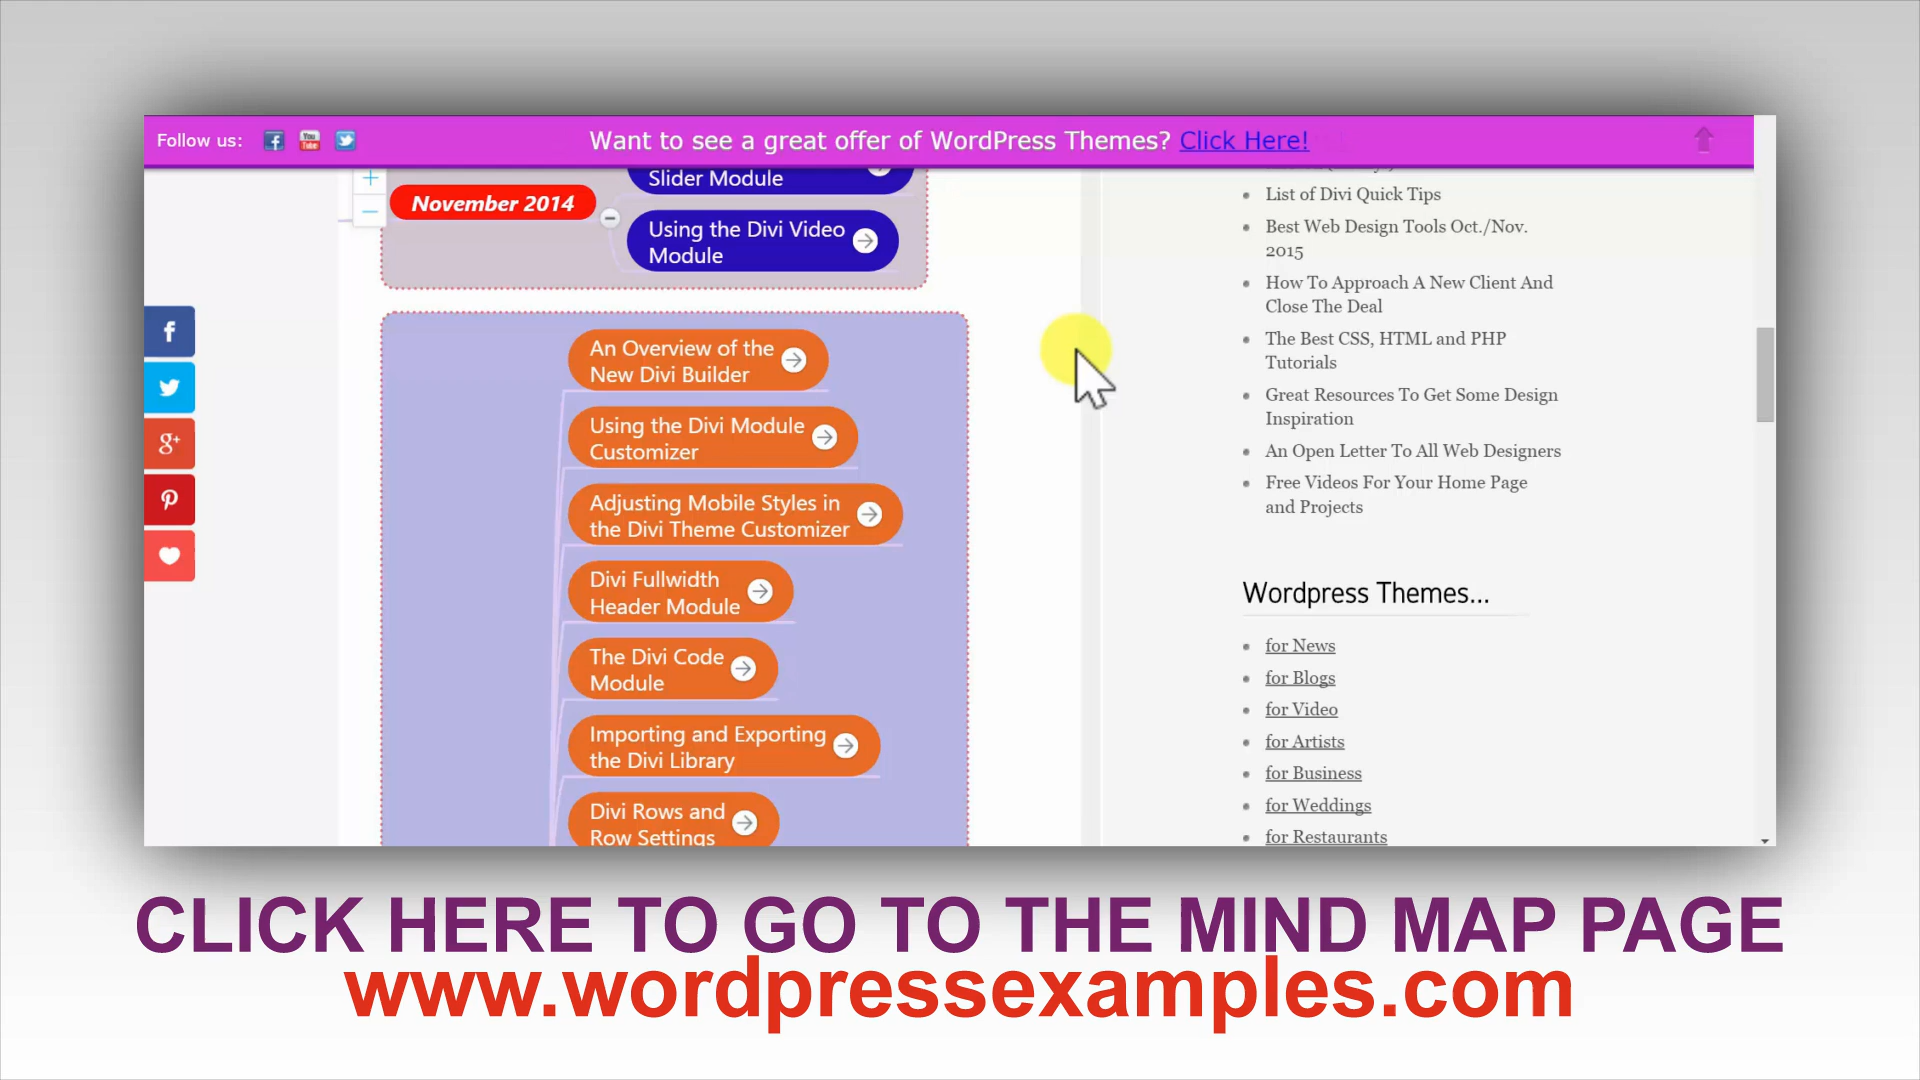 Follow us:
You
Tube
Want to see a great offer of WordPress Themes? Click Here!
Slider Module
November 2014
Using the Divi Video
Module
An Overview of the
New Divi Builder
Using the Divi Module
Customizer
Adjusting Mobile Styles in
the Divi Theme Customizer
Divi Fullwidth
Header Module
The Divi Code
Module
Importing and Exporting
the Divi Library
Divi Rows and
Row Settings
List of Divi Quick Tips
Best Web Design Tools Oct./Nov.
2015
How To Approach A New Client And
Close The Deal
The Best CSS, HTML and PHP
Tutorials
Great Resources To Get Some Design
Inspiration
An Open Letter To All Web Designers
Free Videos For Your Home Page
and Projects
Wordpress Themes...
for News
for Blogs
for Video
for Artists
for Business
for Weddings
for Restaurants
CLICK HERE TO GO TO THE MIND MAP PAGE
www.wordpressexamples.com